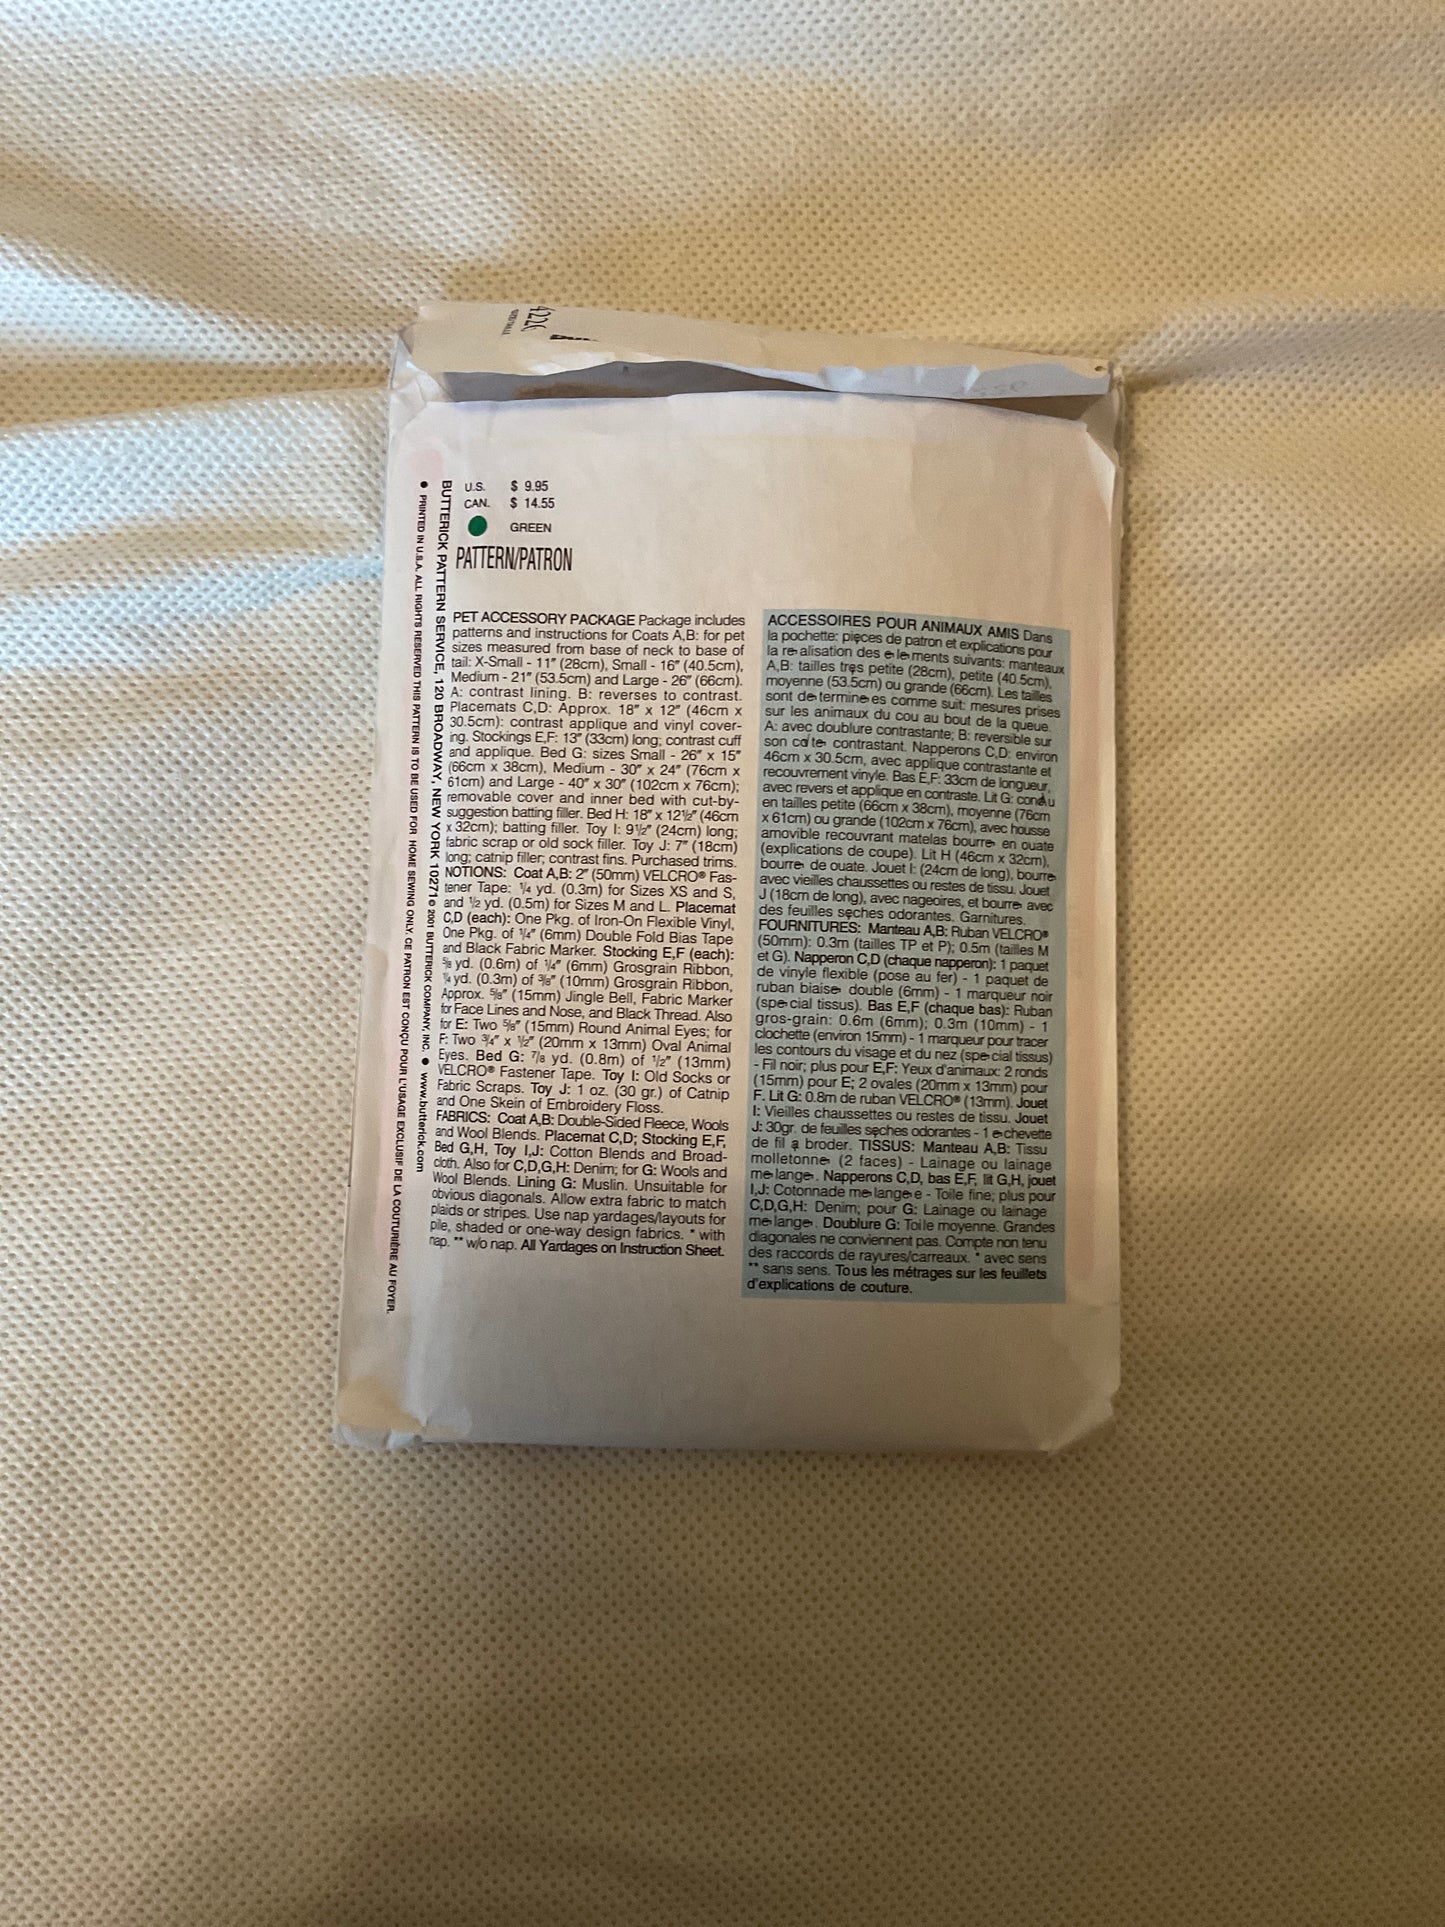 U.S. $ 9.95
CAN. $ 14.55
GREEN
PATTERN/PATRON
PET ACCESSORY PACKAGE Package includes
patterns and instructions for Coats A,B: for pet
sizes measured from base of neck to base of
tail: X-Small - 11" (28cm), Small - 16" (40.5cm),
Medium - 21" (53.5cm) and Large - 26" (66cm).
A: contrast lining. B: reverses to contrast.
Placemats C,D: Approx. 18" x 12" (46cm x
30.5cm): contrast applique and vinyl cover-
ing. Stockings E,F: 13" (33cm) long; contrast cuff
and applique. Bed G: sizes Small - 26" x 15"
(66cm x 38cm), Medium - 30" x 24" (76cm x
61cm) and Large - 40" x 30" (102cm x 76cm);
removable cover and inner bed with cut-by-
suggestion batting filler. Bed H: 18" x 12½" (46cm
x 32cm); batting filler. Toy I: 9½" (24cm) long;
fabric scrap or old sock filler. Toy J: 7" (18cm)
long; catnip filler; contrast fins. Purchased trims.
NOTIONS: Coat A,B: 2" (50mm) VELCRO® Fas-
tener Tape: ¼ yd. (0.3m) for Sizes XS and S,
and ½ yd. (0.5m) for Sizes M and L. Placemat
C,D (each): One Pkg. of Iron-On Flexible Vinyl,
One Pkg. of ¼" (6mm) Double Fold Bias Tape
and Black Fabric Marker. Stocking E,F (each):
⅝ yd. (0.6m) of ¼" (6mm) Grosgrain Ribbon,
¼ yd. (0.3m) of ⅜" (10mm) Grosgrain Ribbon,
Approx. ⅝" (15mm) Jingle Bell, Fabric Marker
for Face Lines and Nose, and Black Thread. Also
for E: Two ⅝" (15mm) Round Animal Eyes; for
F: Two ¾" x ½" (20mm x 13mm) Oval Animal
Eyes. Bed G: ⅞ yd. (0.8m) of ½" (13mm)
VELCRO® Fastener Tape. Toy I: Old Socks or
Fabric Scraps. Toy J: 1 oz. (30 gr.) of Catnip
and One Skein of Embroidery Floss.
FABRICS: Coat A,B: Double-Sided Fleece, Wools
and Wool Blends. Placemat C,D; Stocking E,F,
Bed G,H, Toy I,J: Cotton Blends and Broad-
cloth. Also for C,D,G,H: Denim; for G: Wools and
Wool Blends. Lining G: Muslin. Unsuitable for
obvious diagonals. Allow extra fabric to match
plaids or stripes. Use nap yardages/layouts for
pile, shaded or one-way design fabrics. * with
nap. ** w/o nap. All Yardages on Instruction Sheet.
ACCESSOIRES POUR ANIMAUX AMIS Dans
la pochette: pièces de patron et explications pour
la re alisation des e le ments suivants: manteaux
A,B: tailles très petite (28cm), petite (40.5cm),
moyenne (53.5cm) ou grande (66cm). Les tailles
sont de termine es comme suit: mesures prises
sur les animaux du cou au bout de la queue.
A: avec doublure contrastante; B: reversible sur
son co te contrastant. Napperons C,D: environ
46cm x 30.5cm, avec applique contrastante et
recouvrement vinyle. Bas E,F: 33cm de longueur,
avec revers et applique en contraste. Lit G: conçu
en tailles petite (66cm x 38cm), moyenne (76cm
x 61cm) ou grande (102cm x 76cm), avec housse
amovible recouvrant matelas bourre en ouate
(explications de coupe). Lit H (46cm x 32cm),
bourre de ouate. Jouet I: (24cm de long), bourre
avec vieilles chaussettes ou restes de tissu. Jouet
J (18cm de long), avec nageoires, et bourre avec
des feuilles sèches odorantes. Garnitures.
FOURNITURES: Manteau A,B: Ruban VELCRO®
(50mm): 0.3m (tailles TP et P); 0.5m (tailles M
et G). Napperon C,D (chaque napperon): 1 paquet
de vinyle flexible (pose au fer) - 1 paquet de
ruban biaise double (6mm) - 1 marqueur noir
(spe cial tissus). Bas E,F (chaque bas): Ruban
gros-grain: 0.6m (6mm); 0.3m (10mm) - 1
clochette (environ 15mm) - 1 marqueur pour tracer
les contours du visage et du nez (spe cial tissus)
- Fil noir; plus pour E,F: Yeux d'animaux: 2 ronds
(15mm) pour E; 2 ovales (20mm x 13mm) pour
F. Lit G: 0.8m de ruban VELCRO® (13mm). Jouet
I: Vieilles chaussettes ou restes de tissu. Jouet
J: 30gr. de feuilles sèches odorantes - 1 e chevette
de fil à broder. TISSUS: Manteau A,B: Tissu
molletonne (2 faces) - Lainage ou lainage
me lange. Napperons C,D, bas E,F, lit G,H, jouet
I,J: Cotonnade me lange e - Toile fine; plus pour
C,D,G,H: Denim; pour G: Lainage ou lainage
me lange. Doublure G: Toile moyenne. Grandes
diagonales ne conviennent pas. Compte non tenu
des raccords de rayures/carreaux. * avec sens
** sans sens. Tous les métrages sur les feuillets
d'explications de couture.
BUTTERICK PATTERN SERVICE, 120 BROADWAY, NEW YORK 10271 © 2001 BUTTERICK COMPANY, INC. ● www.butterick.com
● PRINTED IN U.S.A. ALL RIGHTS RESERVED THIS PATTERN IS TO BE USED FOR HOME SEWING ONLY. CE PATRON EST CONÇU POUR L'USAGE EXCLUSIF DE LA COUTURIÈRE AU FOYER.